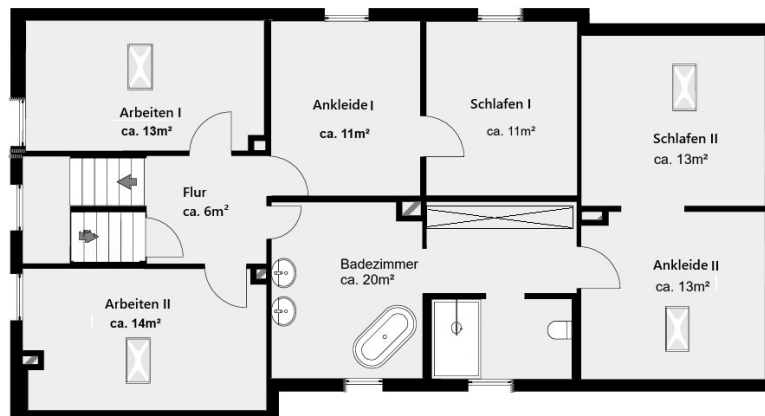 Arbeiten I
ca. 13m²
Ankleide I
ca. 11m²
Schlafen I
ca. 11m²
Schlafen II
ca. 13m²
Flur
ca. 6m²
Badezimmer
ca. 20m²
Ankleide II
ca. 13m²
Arbeiten II
ca. 14m²